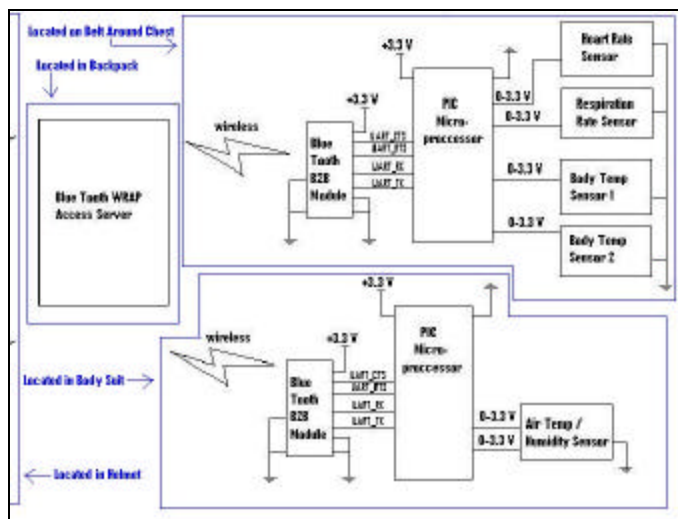 Located on Belt Around Chest
Located in Backpack
Blue Tooth WRAP
Access Server
wireless
+3.3 V
+3.3 V
UART_CTS
UART_RTS
UART_RX
UART_TX
Blue
Tooth
B2B
Module
PIC
Micro-
proccessor
0-3.3 V
0-3.3 V
0-3.3 V
0-3.3 V
Heart Rate
Sensor
Respiration
Rate Sensor
Body Temp
Sensor 1
Body Temp
Sensor 2
Located in Body Suit
wireless
+3.3 V
+3.3 V
UART_CTS
UART_RTS
UART_RX
UART_TX
Blue
Tooth
B2B
Module
PIC
Micro-
proccessor
0-3.3 V
0-3.3 V
Air Temp /
Humidity Sensor
Located in Helmet